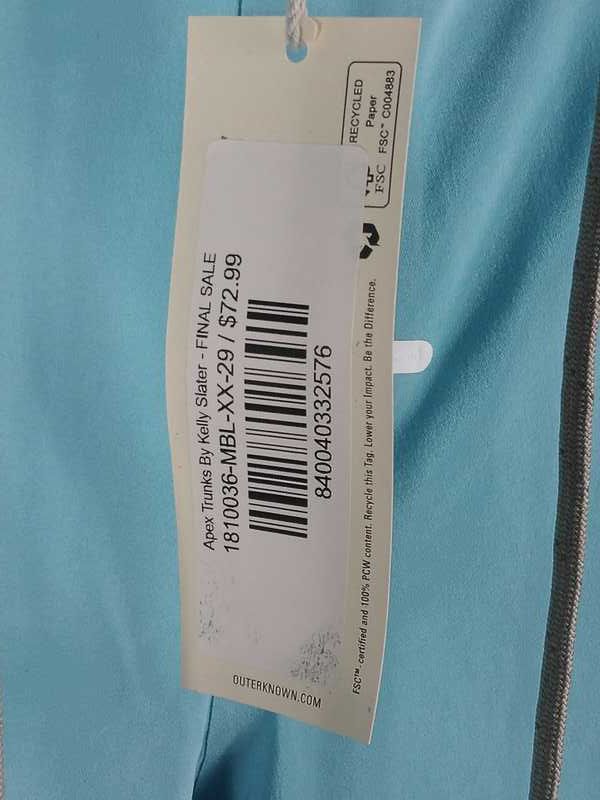 Apex Trunks By Kelly Slater - FINAL SALE
1810036-MBL-XX-29 / $72.99
840040332576
RECYCLED
Paper
FSC™ C004883
FSC
FSC™- certified and 100% PCW content. Recycle this Tag. Lower your Impact. Be the Difference.
OUTERKNOWN.COM